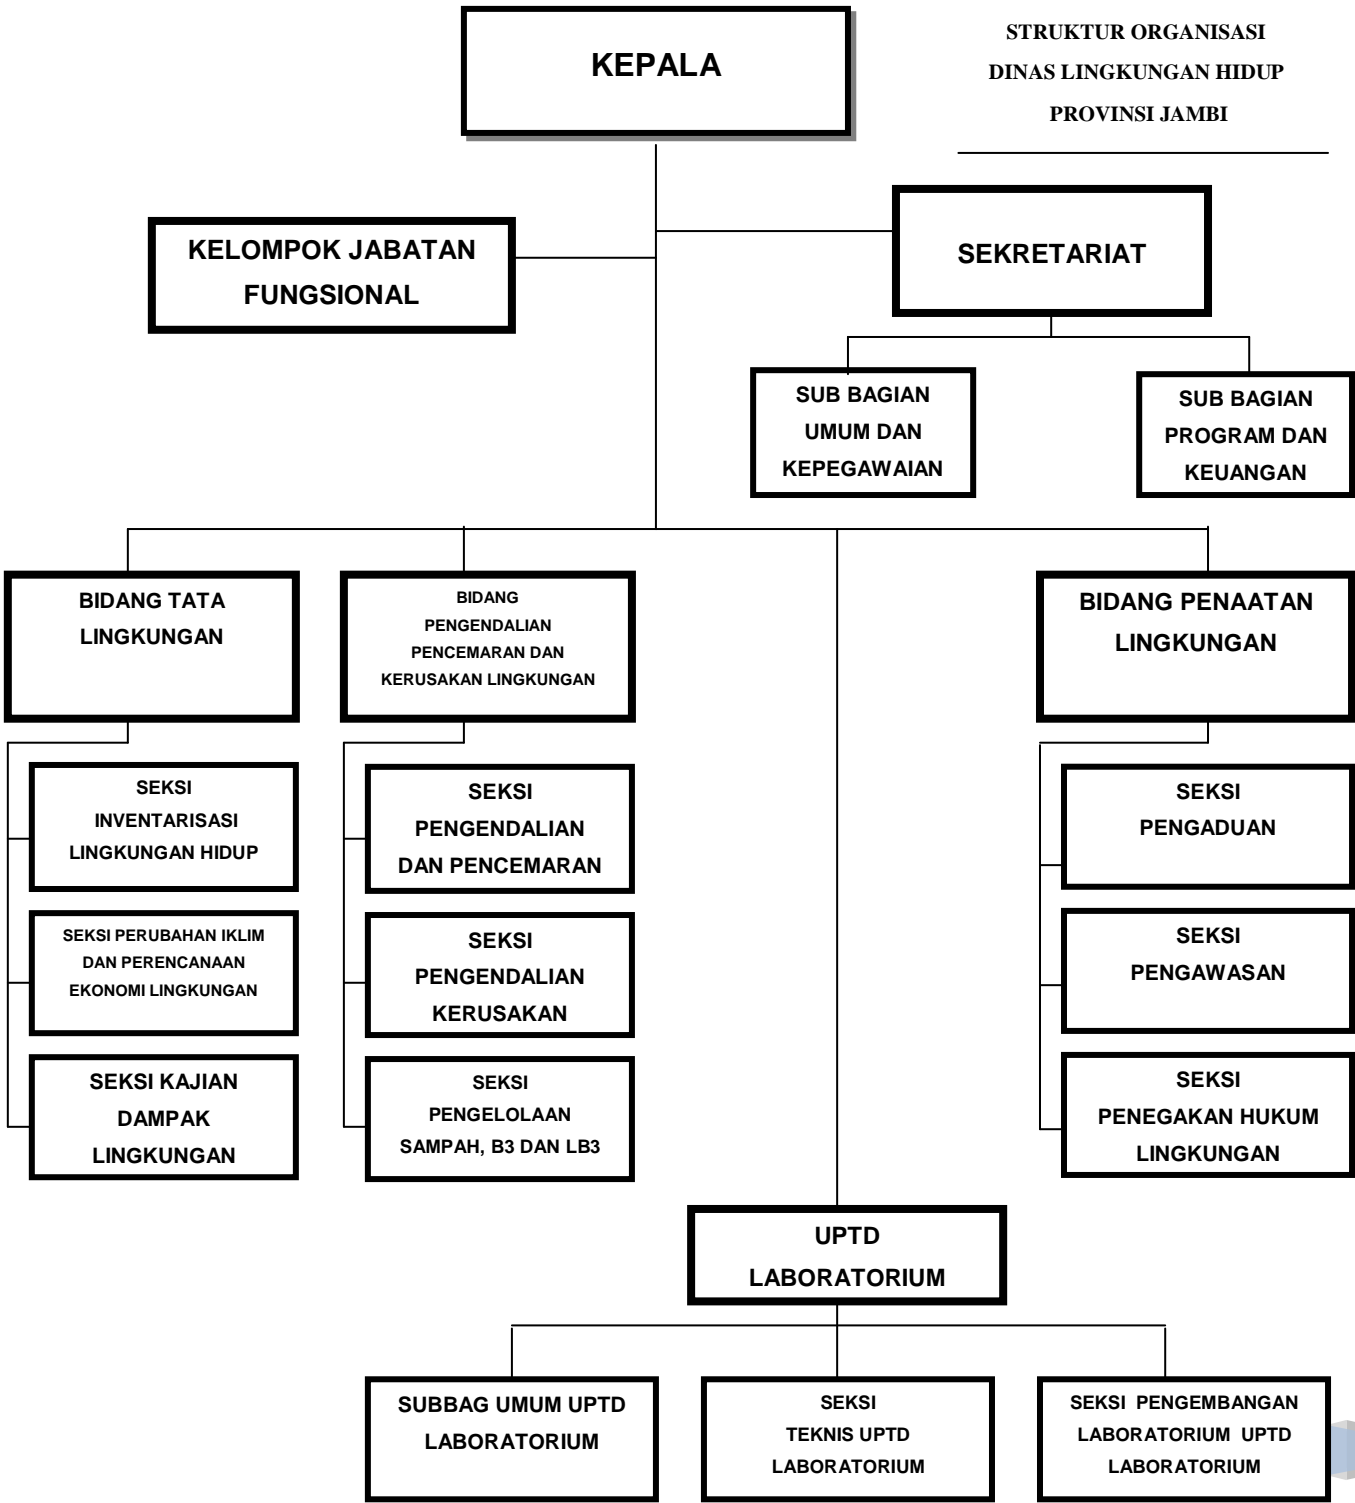 KEPALA
STRUKTUR ORGANISASI
DINAS LINGKUNGAN HIDUP
PROVINSI JAMBI
KELOMPOK JABATAN
FUNGSIONAL
SEKRETARIAT
SUB BAGIAN
UMUM DAN
KEPEGAWAIAN
SUB BAGIAN
PROGRAM DAN
KEUANGAN
BIDANG TATA
LINGKUNGAN
BIDANG
PENGENDALIAN
PENCEMARAN DAN
KERUSAKAN LINGKUNGAN
BIDANG PENAATAN
LINGKUNGAN
SEKSI
INVENTARISASI
LINGKUNGAN HIDUP
SEKSI PERUBAHAN IKLIM
DAN PERENCANAAN
EKONOMI LINGKUNGAN
SEKSI KAJIAN
DAMPAK
LINGKUNGAN
SEKSI
PENGENDALIAN
DAN PENCEMARAN
SEKSI
PENGENDALIAN
KERUSAKAN
SEKSI
PENGELOLAAN
SAMPAH, B3 DAN LB3
SEKSI
PENGADUAN
SEKSI
PENGAWASAN
SEKSI
PENEGAKAN HUKUM
LINGKUNGAN
UPTD
LABORATORIUM
SUBBAG UMUM UPTD
LABORATORIUM
SEKSI
TEKNIS UPTD
LABORATORIUM
SEKSI PENGEMBANGAN
LABORATORIUM UPTD
LABORATORIUM